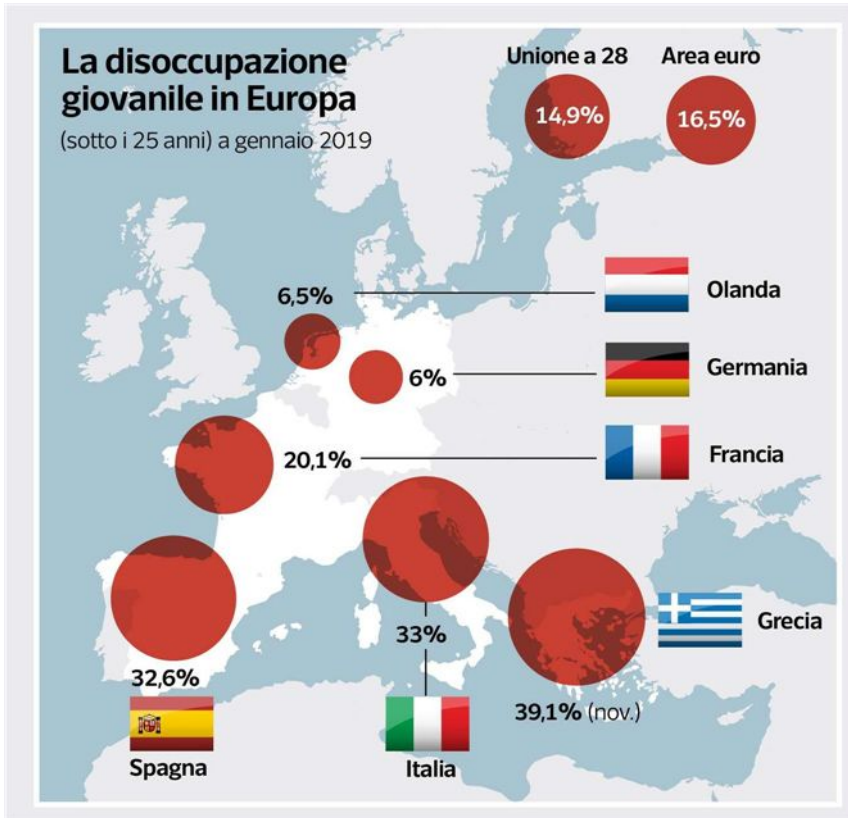 La disoccupazione
giovanile in Europa
(sotto i 25 anni) a gennaio 2019
Unione a 28
14,9%
Area euro
16,5%
6,5%
Olanda
6%
Germania
20,1%
Francia
32,6%
Spagna
33%
Italia
39,1% (nov.)
Grecia